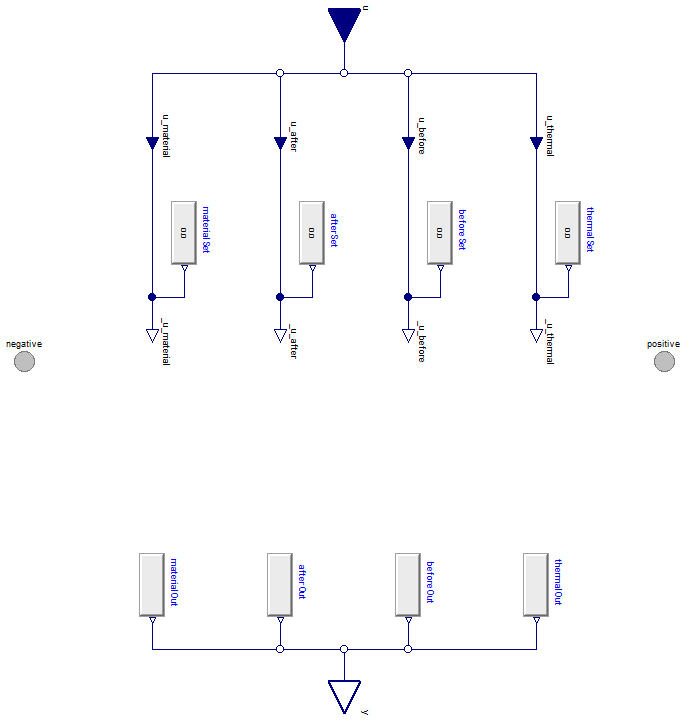 u
u_material
u_after
u_before
u_thermal
materialSet
0.0
afterSet
0.0
beforeSet
0.0
thermalSet
0.0
_u_material
_u_after
_u_before
_u_thermal
negative
positive
materialOut
afterOut
beforeOut
thermalOut
y